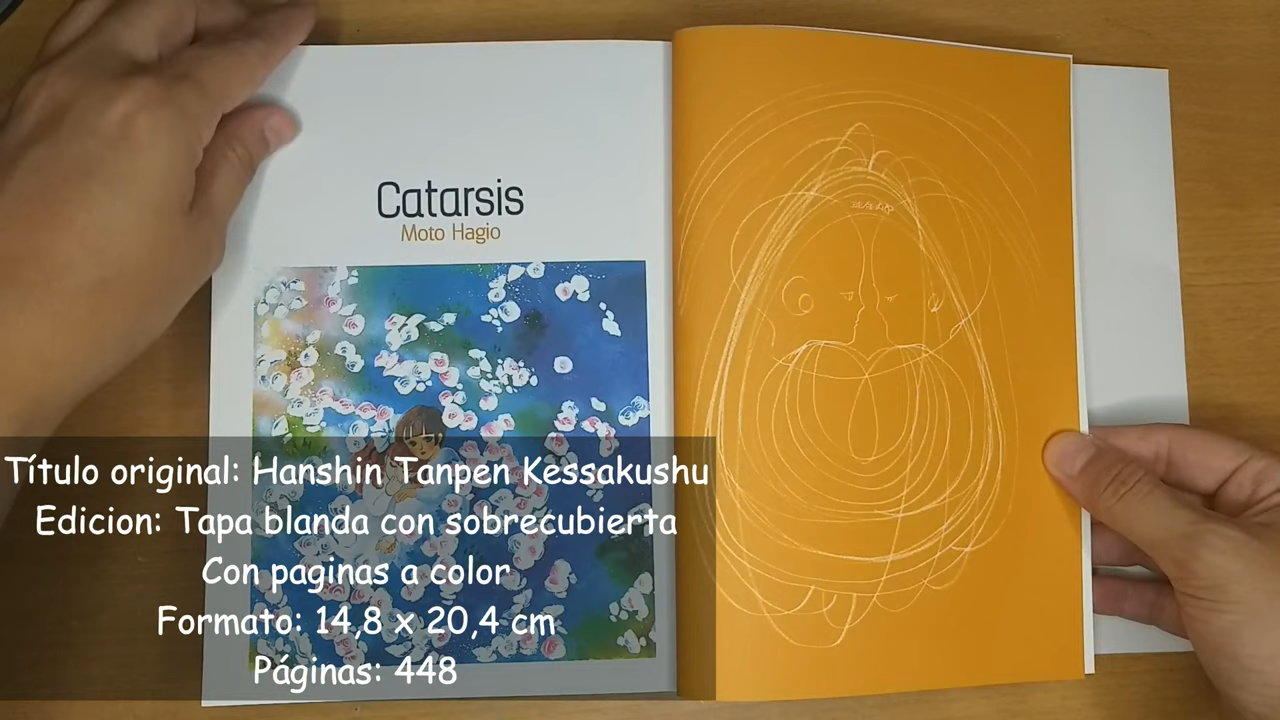 Catarsis
Moto Hagio
Título original: Hanshin Tanpen Kessakushu
Edicion: Tapa blanda con sobrecubierta
Con paginas a color
Formato: 14,8 x 20,4 cm
Páginas: 448